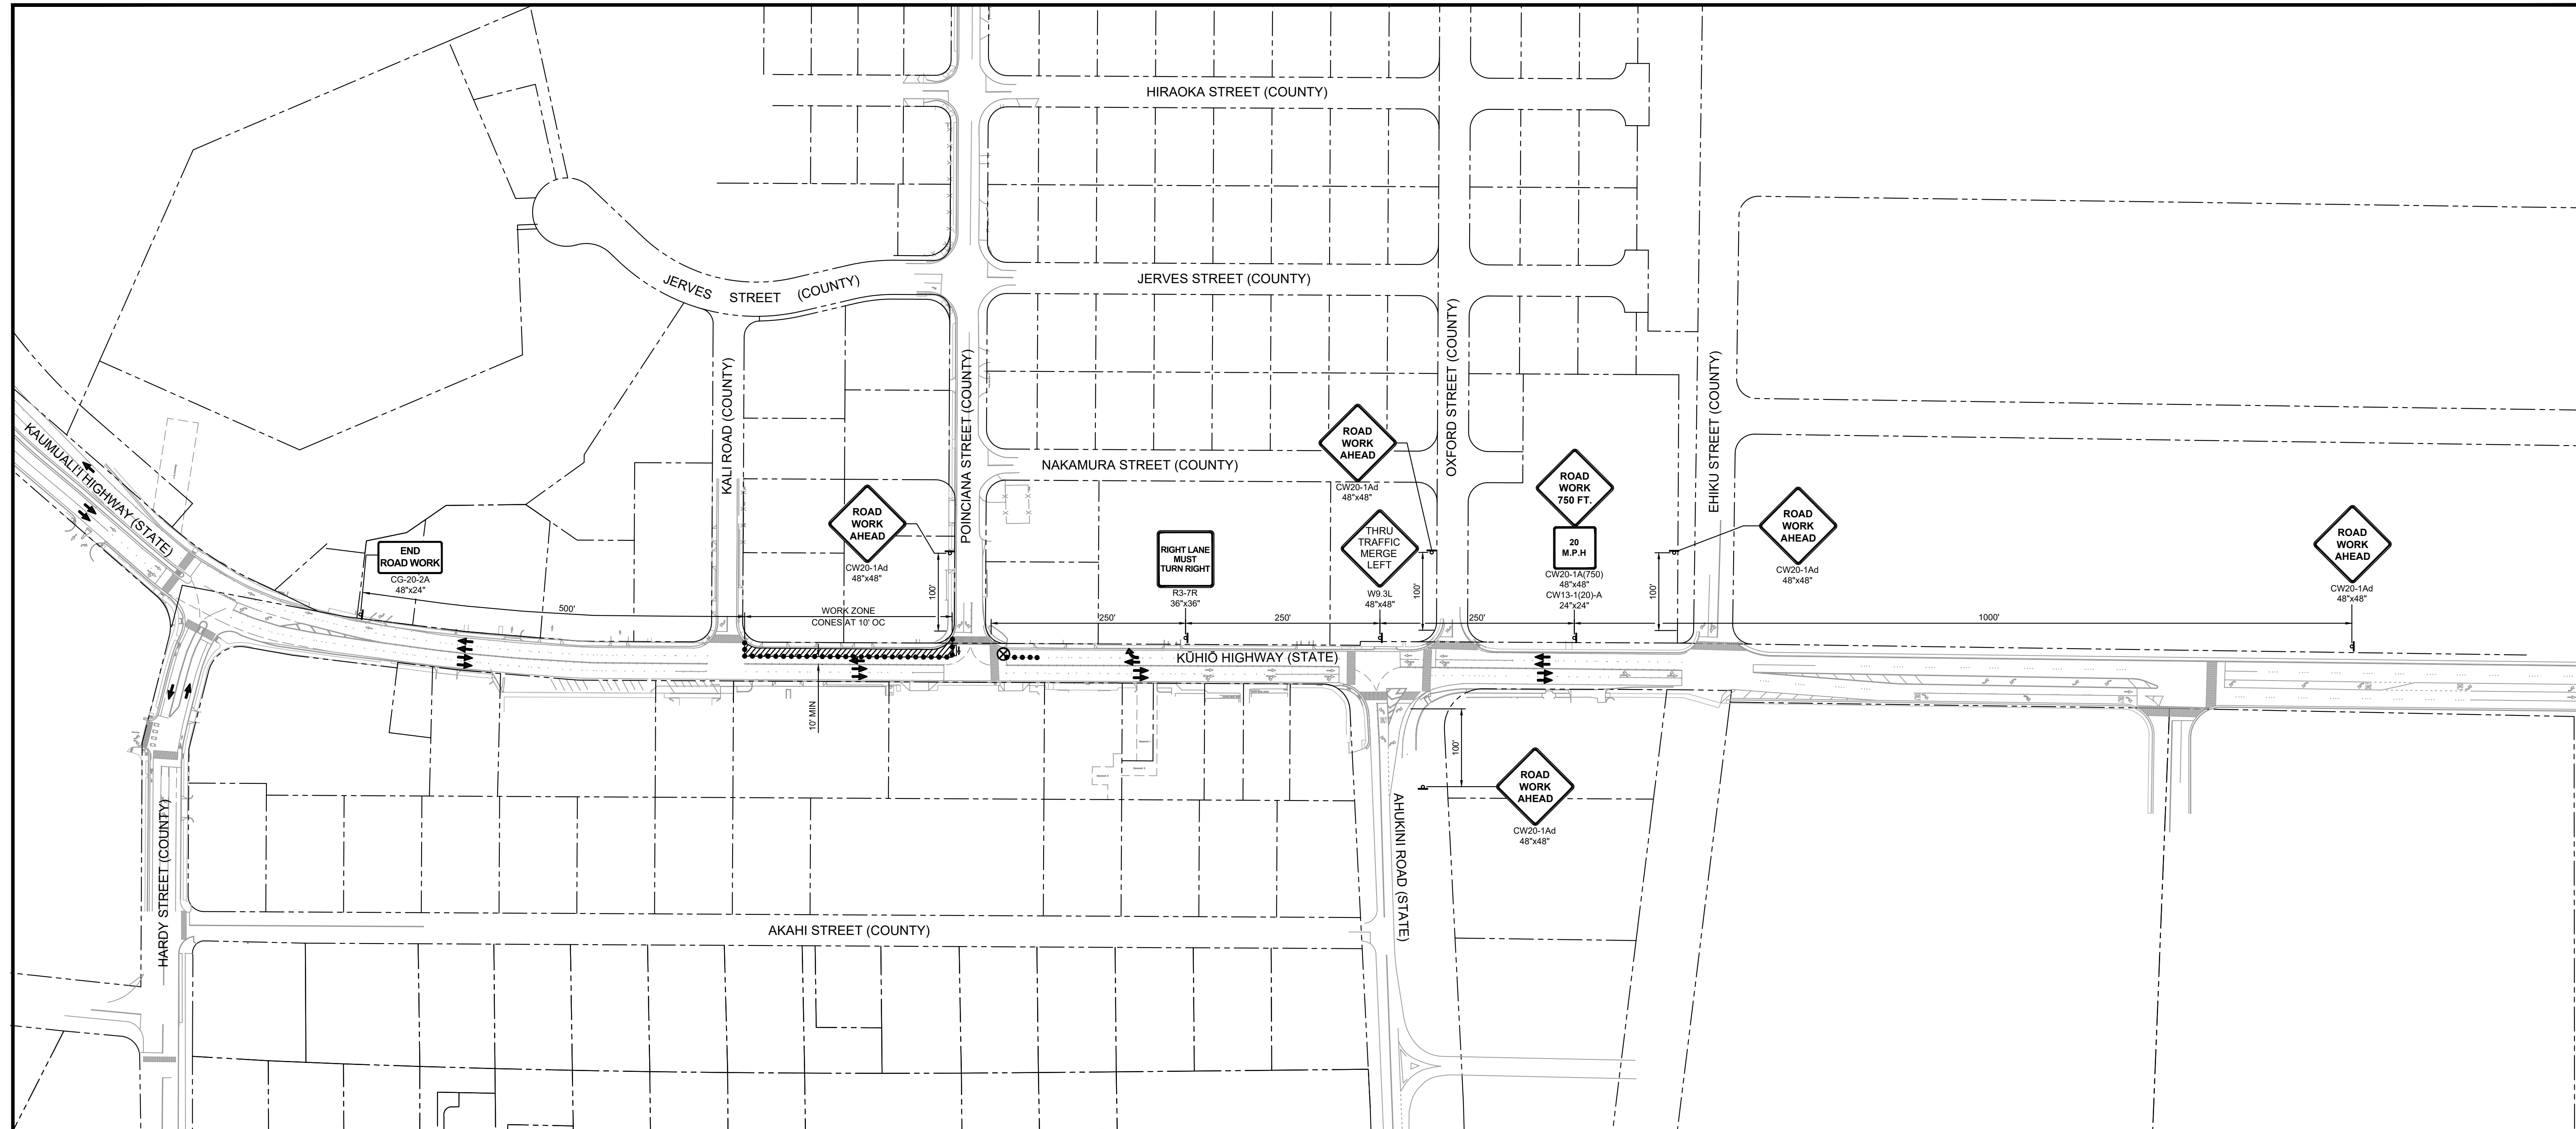 HIRAOKA STREET (COUNTY)
JERVES STREET (COUNTY)
JERVES STREET (COUNTY)
KALI ROAD (COUNTY)
POINCIANA STREET (COUNTY)
NAKAMURA STREET (COUNTY)
OXFORD STREET (COUNTY)
EHIKU STREET (COUNTY)
KAUMUALI'I HIGHWAY (STATE)
END
ROAD WORK
CG-20-2A
48"x24"
500'
ROAD
WORK
AHEAD
CW20-1Ad
48"x48"
100'
WORK ZONE
CONES AT 10' OC
10' MIN
RIGHT LANE
MUST
TURN RIGHT
R3-7R
36"x36"
250'
250'
ROAD
WORK
AHEAD
CW20-1Ad
48"x48"
THRU
TRAFFIC
MERGE
LEFT
W9.3L
48"x48"
100'
250'
ROAD
WORK
750 FT.
20
M.P.H
CW20-1A(750)
48"x48"
CW13-1(20)-A
24"x24"
100'
ROAD
WORK
AHEAD
CW20-1Ad
48"x48"
1000'
ROAD
WORK
AHEAD
CW20-1Ad
48"x48"
KŪHIŌ HIGHWAY (STATE)
100'
ROAD
WORK
AHEAD
CW20-1Ad
48"x48"
AHUKINI ROAD (STATE)
HARDY STREET (COUNTY)
AKAHI STREET (COUNTY)